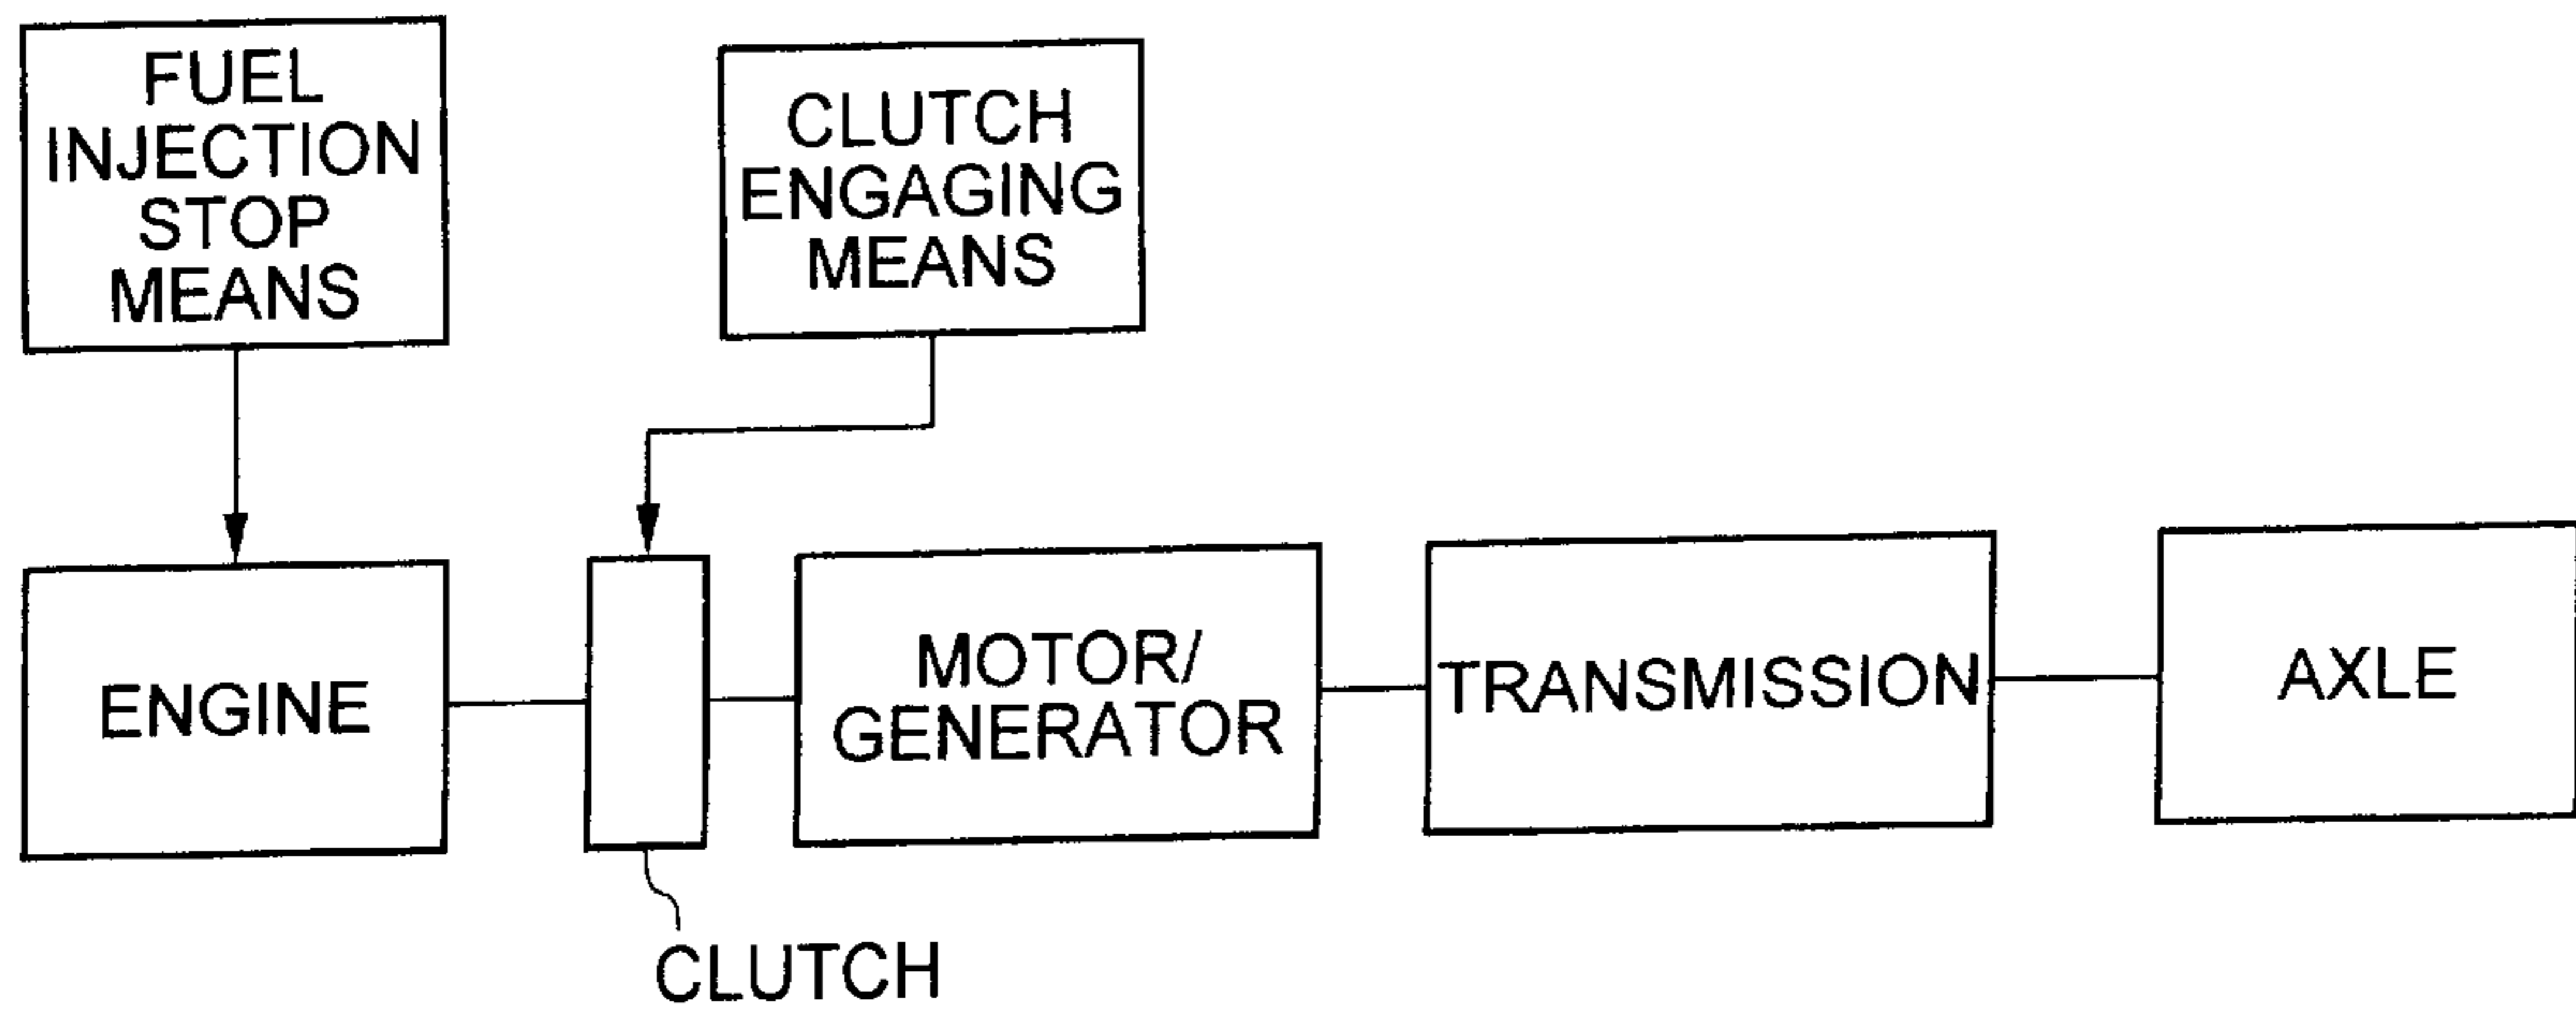 FUEL
INJECTION
STOP
MEANS
CLUTCH
ENGAGING
MEANS
ENGINE
MOTOR/
GENERATOR
TRANSMISSION
AXLE
CLUTCH